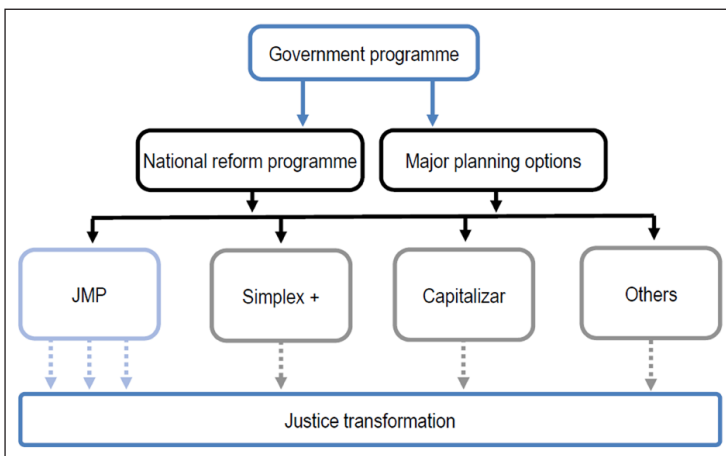 Government programme
National reform programme
Major planning options
JMP
Simplex +
Capitalizar
Others
Justice transformation